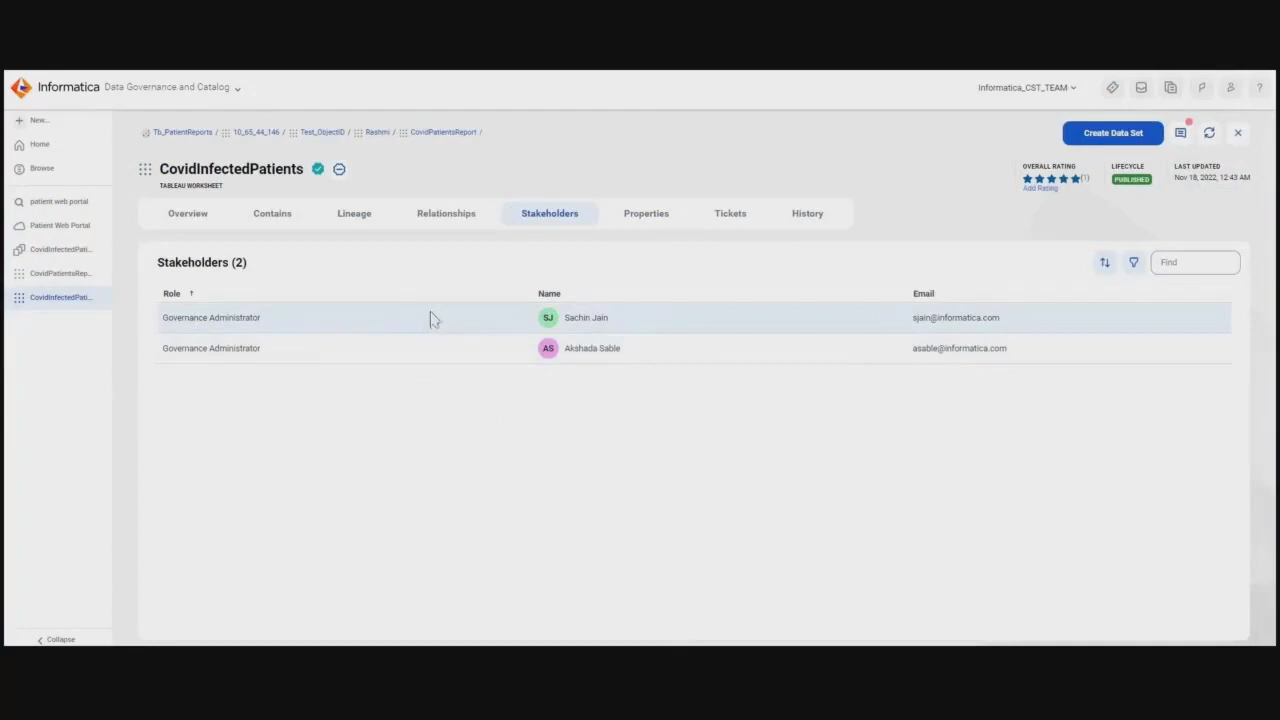 Informatica Data Governance and Catalog
Informatica_CST_TEAM
?
New...
Home
Browse
patient web portal
Patient Web Portal
CovidInfectedPati...
CovidPatientsRep...
CovidInfectedPati...
Collapse
Tb_PatientReports / 10_65_44_146 / Test_ObjectID / Rashmi / CovidPatientsReport /
Create Data Set
CovidInfectedPatients
TABLEAU WORKSHEET
OVERALL RATING LIFECYCLE LAST UPDATED
(1) PUBLISHED Nov 18, 2022, 12:43 AM
Add Rating
Overview Contains Lineage Relationships Stakeholders Properties Tickets History
Stakeholders (2)
Find
Role Name Email
Governance Administrator SJ Sachin Jain sjain@informatica.com
Governance Administrator AS Akshada Sable asable@informatica.com